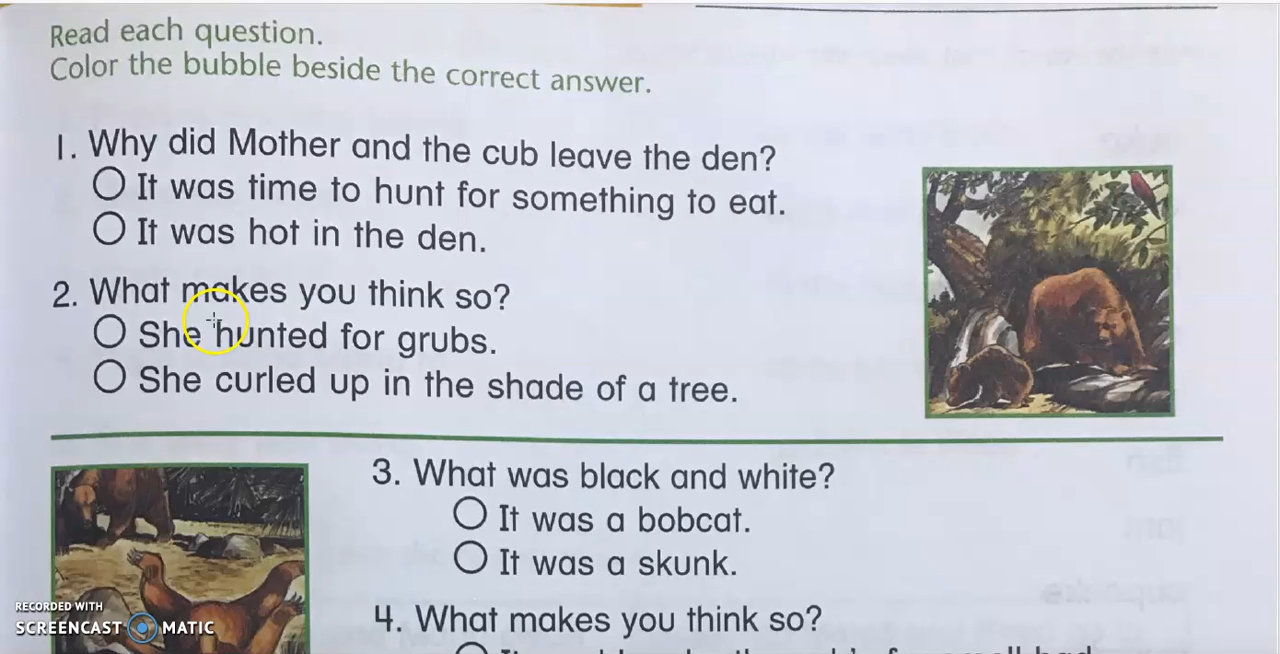 Read each question.
Color the bubble beside the correct answer.
1. Why did Mother and the cub leave the den?
It was time to hunt for something to eat.
It was hot in the den.
2. What makes you think so?
She hunted for grubs.
She curled up in the shade of a tree.
3. What was black and white?
It was a bobcat.
It was a skunk.
4. What makes you think so?
RECORDED WITH
SCREENCAST MATIC